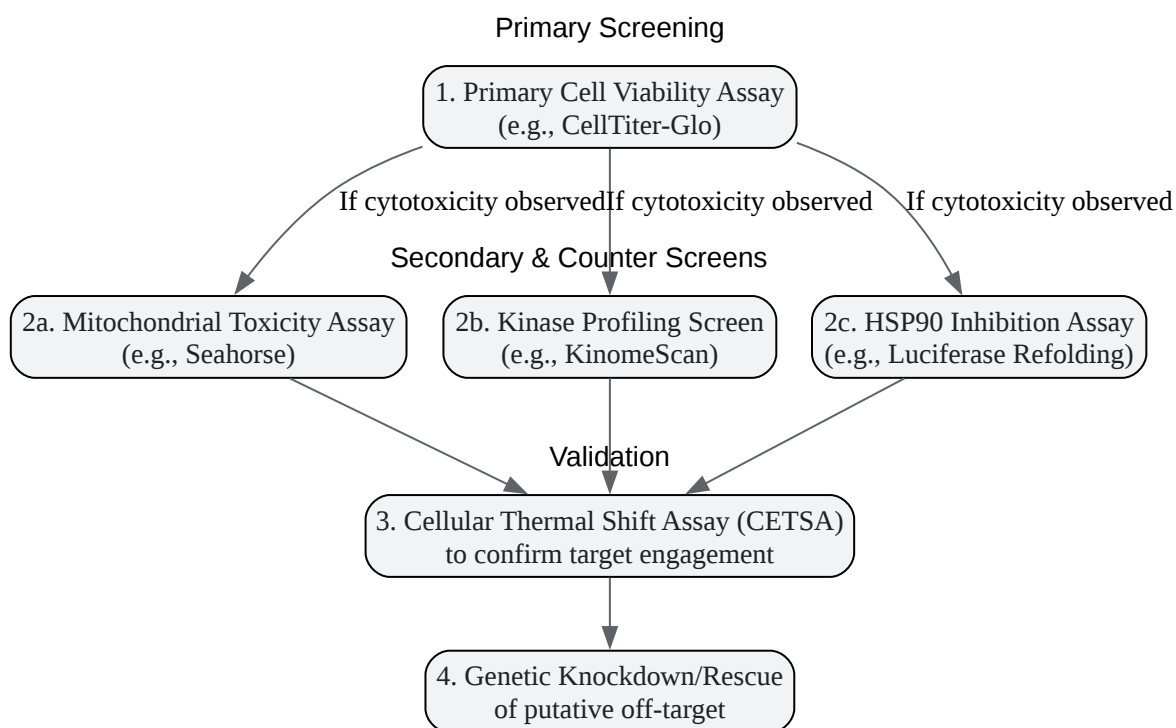 Primary Screening
1. Primary Cell Viability Assay
(e.g., CellTiter-Glo)
If cytotoxicity observed
If cytotoxicity observed
If cytotoxicity observed
Secondary & Counter Screens
2a. Mitochondrial Toxicity Assay
(e.g., Seahorse)
2b. Kinase Profiling Screen
(e.g., KinomeScan)
2c. HSP90 Inhibition Assay
(e.g., Luciferase Refolding)
Validation
3. Cellular Thermal Shift Assay (CETSA)
to confirm target engagement
4. Genetic Knockdown/Rescue
of putative off-target